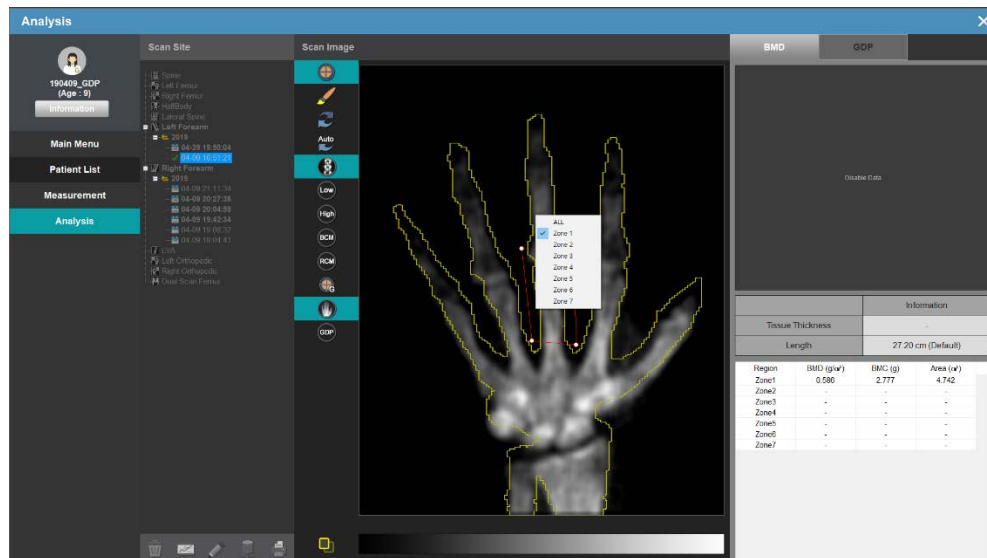 Analysis
190409_GDP
(Age : 9)
Information
Main Menu
Patient List
Measurement
Analysis
Scan Site
Spine
Left Femur
Right Femur
HalfBody
Lateral Spine
Left Forearm
2019
04-29 19:50:04
04-09 16:51:21
Right Forearm
2019
04-09 21:11:34
04-09 20:27:36
04-09 20:04:59
04-09 19:42:34
04-09 19:08:32
04-09 19:04:43
EVA
Left Orthopedic
Right Orthopedic
Dual Scan Femur
Scan Image
Auto
Low
High
BCM
RCM
G
GDP
ALL
Zone 1
Zone 2
Zone 3
Zone 4
Zone 5
Zone 6
Zone 7
BMD GDP
Disable Data
Information
Tissue Thickness -
Length 27.20 cm (Default)
Region BMD (g/㎠) BMC (g) Area (㎠)
Zone1 0.586 2.777 4.742
Zone2 - - -
Zone3 - - -
Zone4 - - -
Zone5 - - -
Zone6 - - -
Zone7 - - -